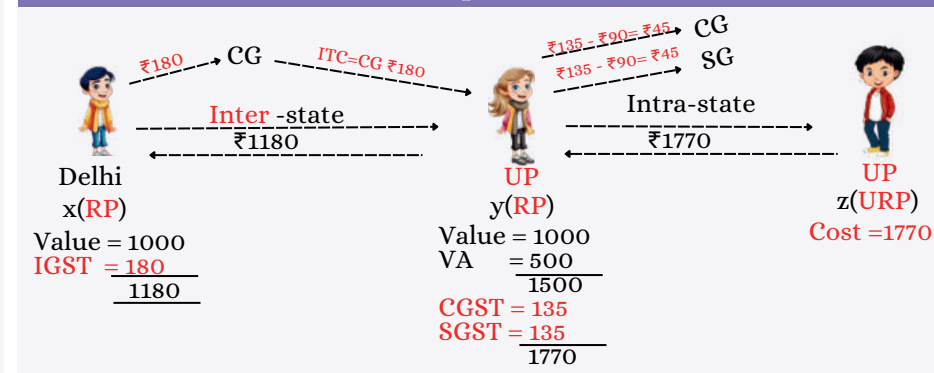 ₹180
CG
ITC=CG ₹180
₹135 - ₹90= ₹45
CG
₹135 - ₹90= ₹45
SG
Inter -state
₹1180
Intra-state
₹1770
Delhi
x(RP)
Value = 1000
IGST = 180
1180
UP
y(RP)
Value = 1000
VA = 500
1500
CGST = 135
SGST = 135
1770
UP
z(URP)
Cost =1770